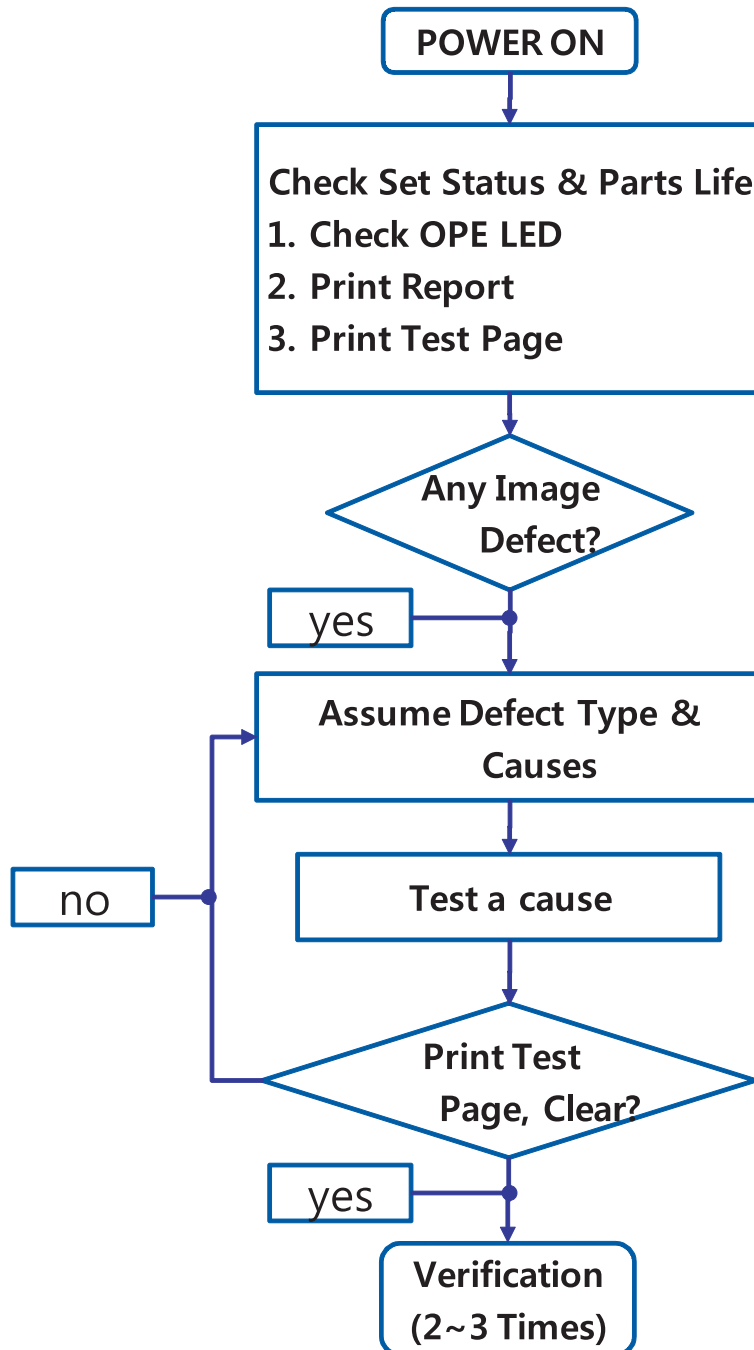 POWER ON
Check Set Status & Parts Life
1. Check OPE LED
2. Print Report
3. Print Test Page
Any Image
Defect?
yes
Assume Defect Type &
Causes
no
Test a cause
Print Test
Page, Clear?
yes
Verification
(2~3 Times)